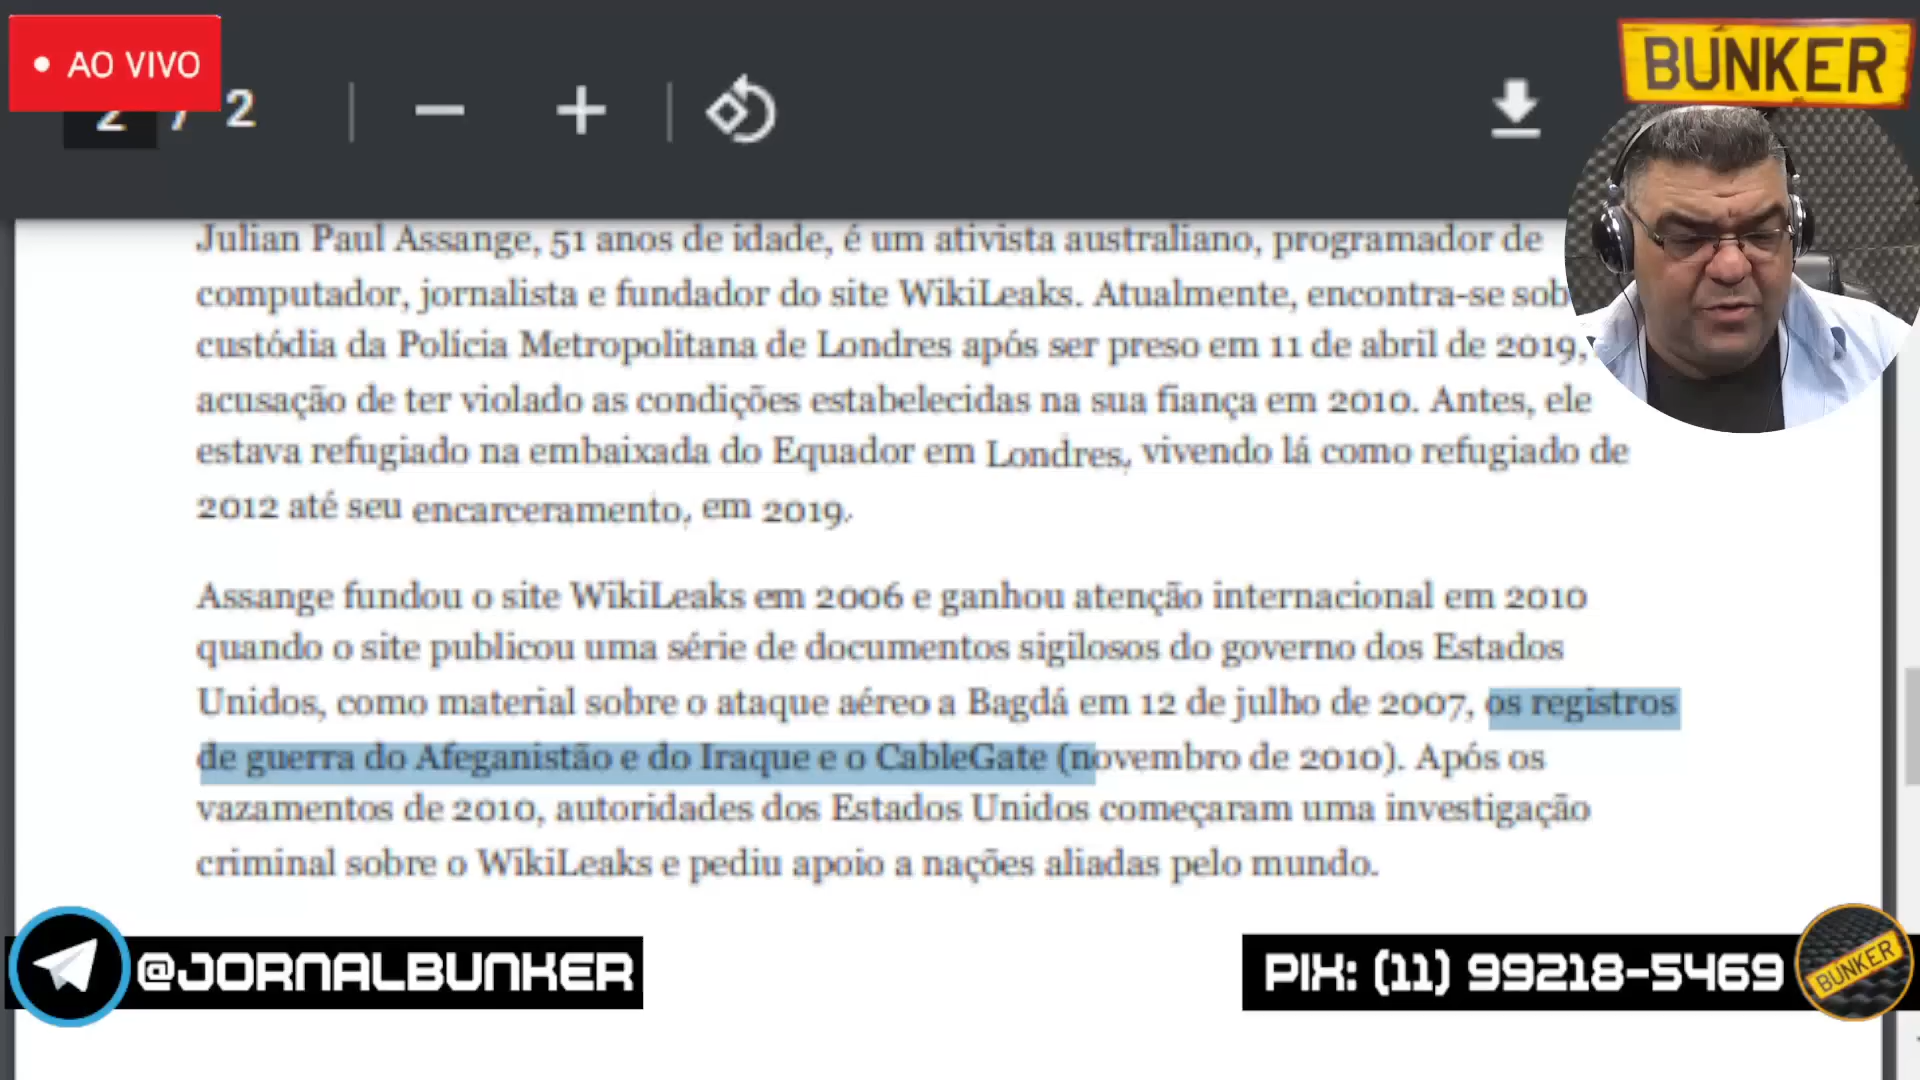 AO VIVO
2 / 2
BUNKER
Julian Paul Assange, 51 anos de idade, é um ativista australiano, programador de
computador, jornalista e fundador do site WikiLeaks. Atualmente, encontra-se sob
custódia da Polícia Metropolitana de Londres após ser preso em 11 de abril de 2019,
acusação de ter violado as condições estabelecidas na sua fiança em 2010. Antes, ele
estava refugiado na embaixada do Equador em Londres, vivendo lá como refugiado de
2012 até seu encarceramento, em 2019.
Assange fundou o site WikiLeaks em 2006 e ganhou atenção internacional em 2010
quando o site publicou uma série de documentos sigilosos do governo dos Estados
Unidos, como material sobre o ataque aéreo a Bagdá em 12 de julho de 2007, os registros
de guerra do Afeganistão e do Iraque e o CableGate (novembro de 2010). Após os
vazamentos de 2010, autoridades dos Estados Unidos começaram uma investigação
criminal sobre o WikiLeaks e pediu apoio a nações aliadas pelo mundo.
@JORNALBUNKER
PIX: (11) 99218-5469
BUNKER